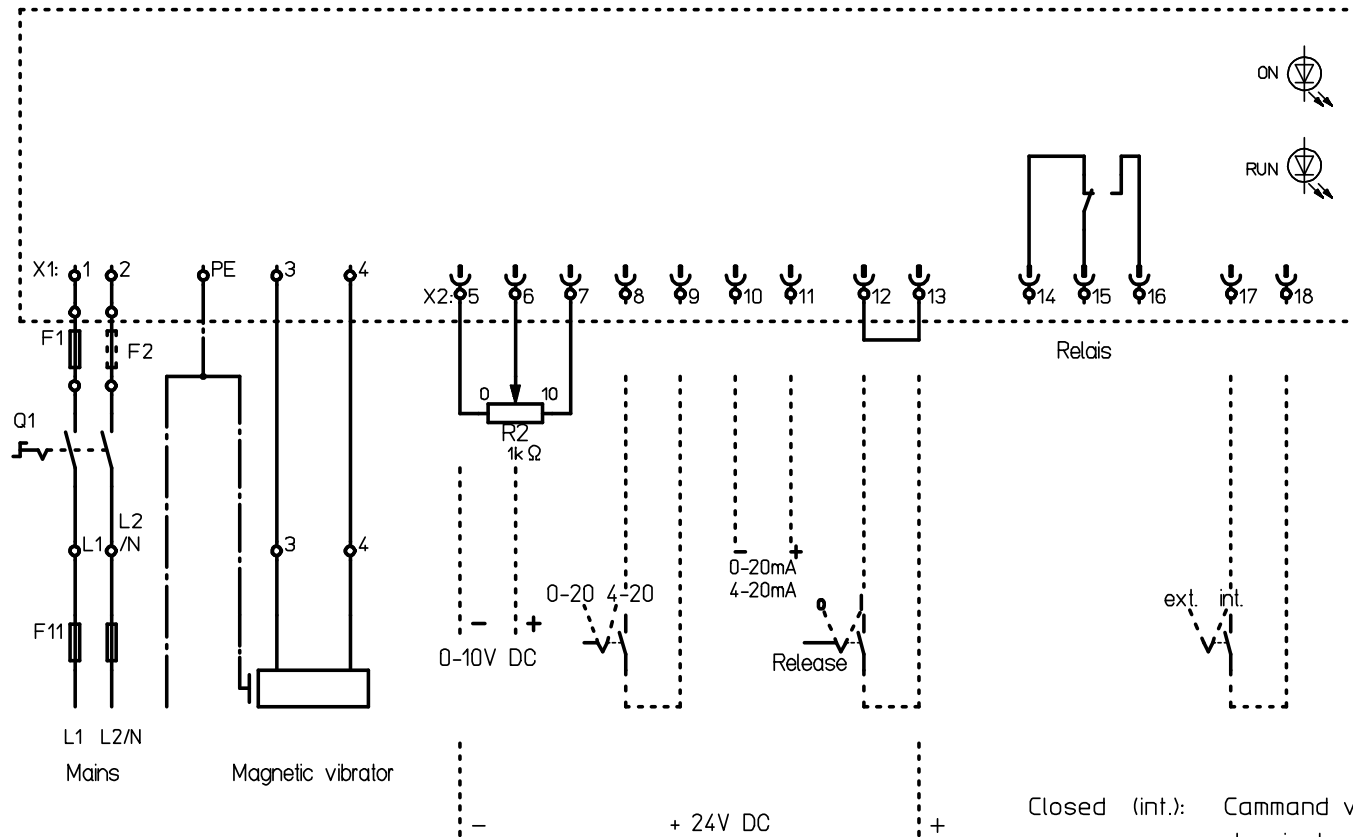 ON
RUN
X1: 1 2 PE 3 4
X2: 5 6 7 8 9 10 11 12 13 14 15 16 17 18
F1 F2
Relais
0 10
R2
1k Ω
Q1
L2
L1 /N 3 4
- +
0-20mA
4-20mA
0-20 4-20
0 I
ext. int.
F11
- +
0-10V DC
Release
L1 L2/N
Mains
Magnetic vibrator
- + 24V DC +
Closed (int.): Cammand v